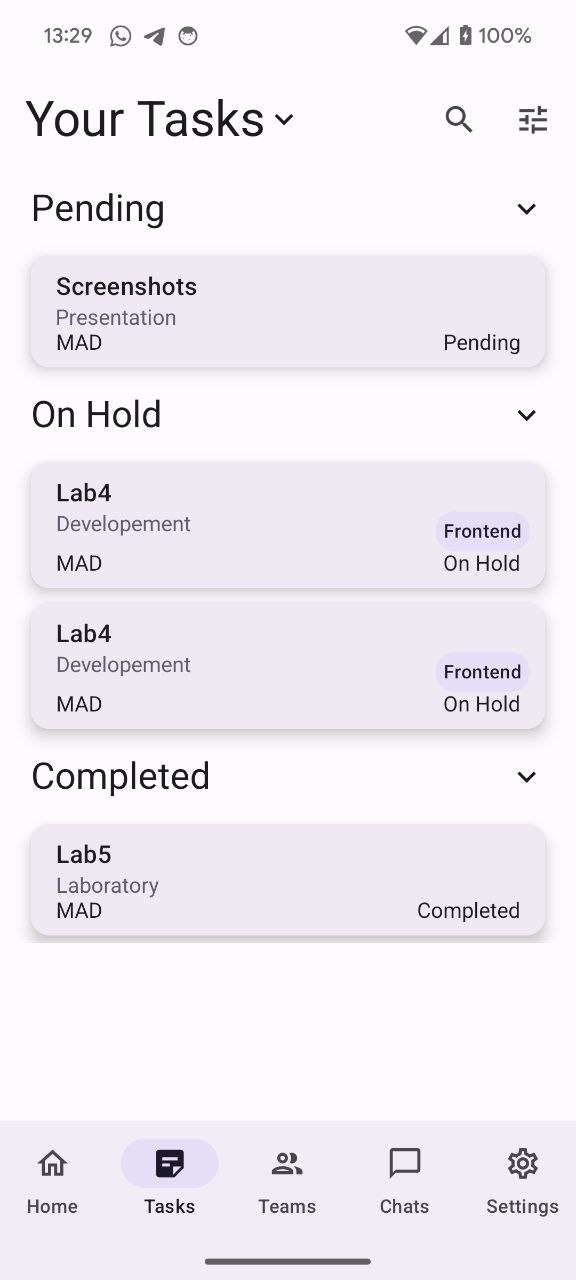 13:29 100%
Your Tasks
Pending
Screenshots
Presentation
MAD Pending
On Hold
Lab4
Developement
Frontend
MAD On Hold
Lab4
Developement
Frontend
MAD On Hold
Completed
Lab5
Laboratory
MAD Completed
Home Tasks Teams Chats Settings